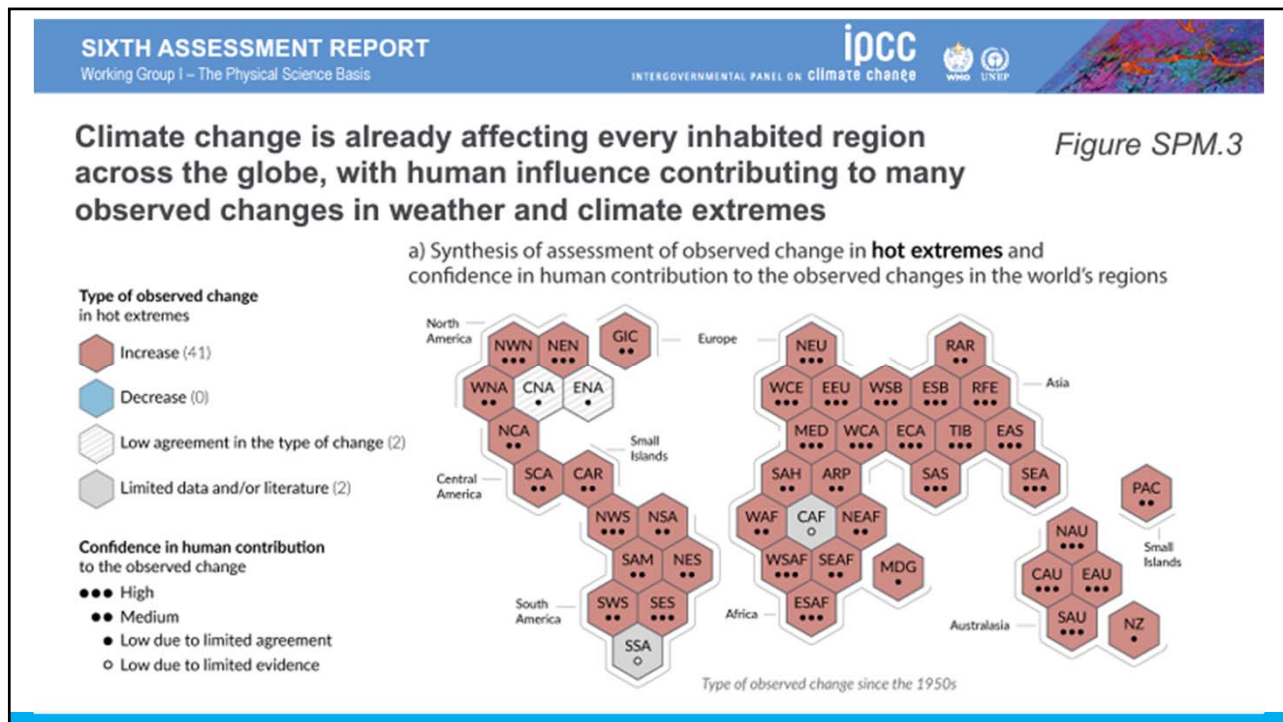 SIXTH ASSESSMENT REPORT
Working Group I – The Physical Science Basis
ipcc
INTERGOVERNMENTAL PANEL ON climate change
WMO
UNEP
Climate change is already affecting every inhabited region
across the globe, with human influence contributing to many
observed changes in weather and climate extremes
Figure SPM.3
a) Synthesis of assessment of observed change in hot extremes and
confidence in human contribution to the observed changes in the world's regions
Type of observed change
in hot extremes
Increase (41)
Decrease (0)
Low agreement in the type of change (2)
Limited data and/or literature (2)
Confidence in human contribution
to the observed change
●●● High
●● Medium
● Low due to limited agreement
○ Low due to limited evidence
North
America
NWN
NEN
GIC
WNA
CNA
ENA
NCA
Small
Islands
SCA
CAR
Central
America
NWS
NSA
SAM
NES
South
America
SWS
SES
SSA
Europe
NEU
RAR
WCE
EEU
WSB
ESB
RFE
Asia
MED
WCA
ECA
TIB
EAS
SAH
ARP
SAS
SEA
WAF
CAF
NEAF
WSAF
SEAF
MDG
Africa
ESAF
PAC
Small
Islands
NAU
CAU
EAU
Australasia
SAU
NZ
Type of observed change since the 1950s